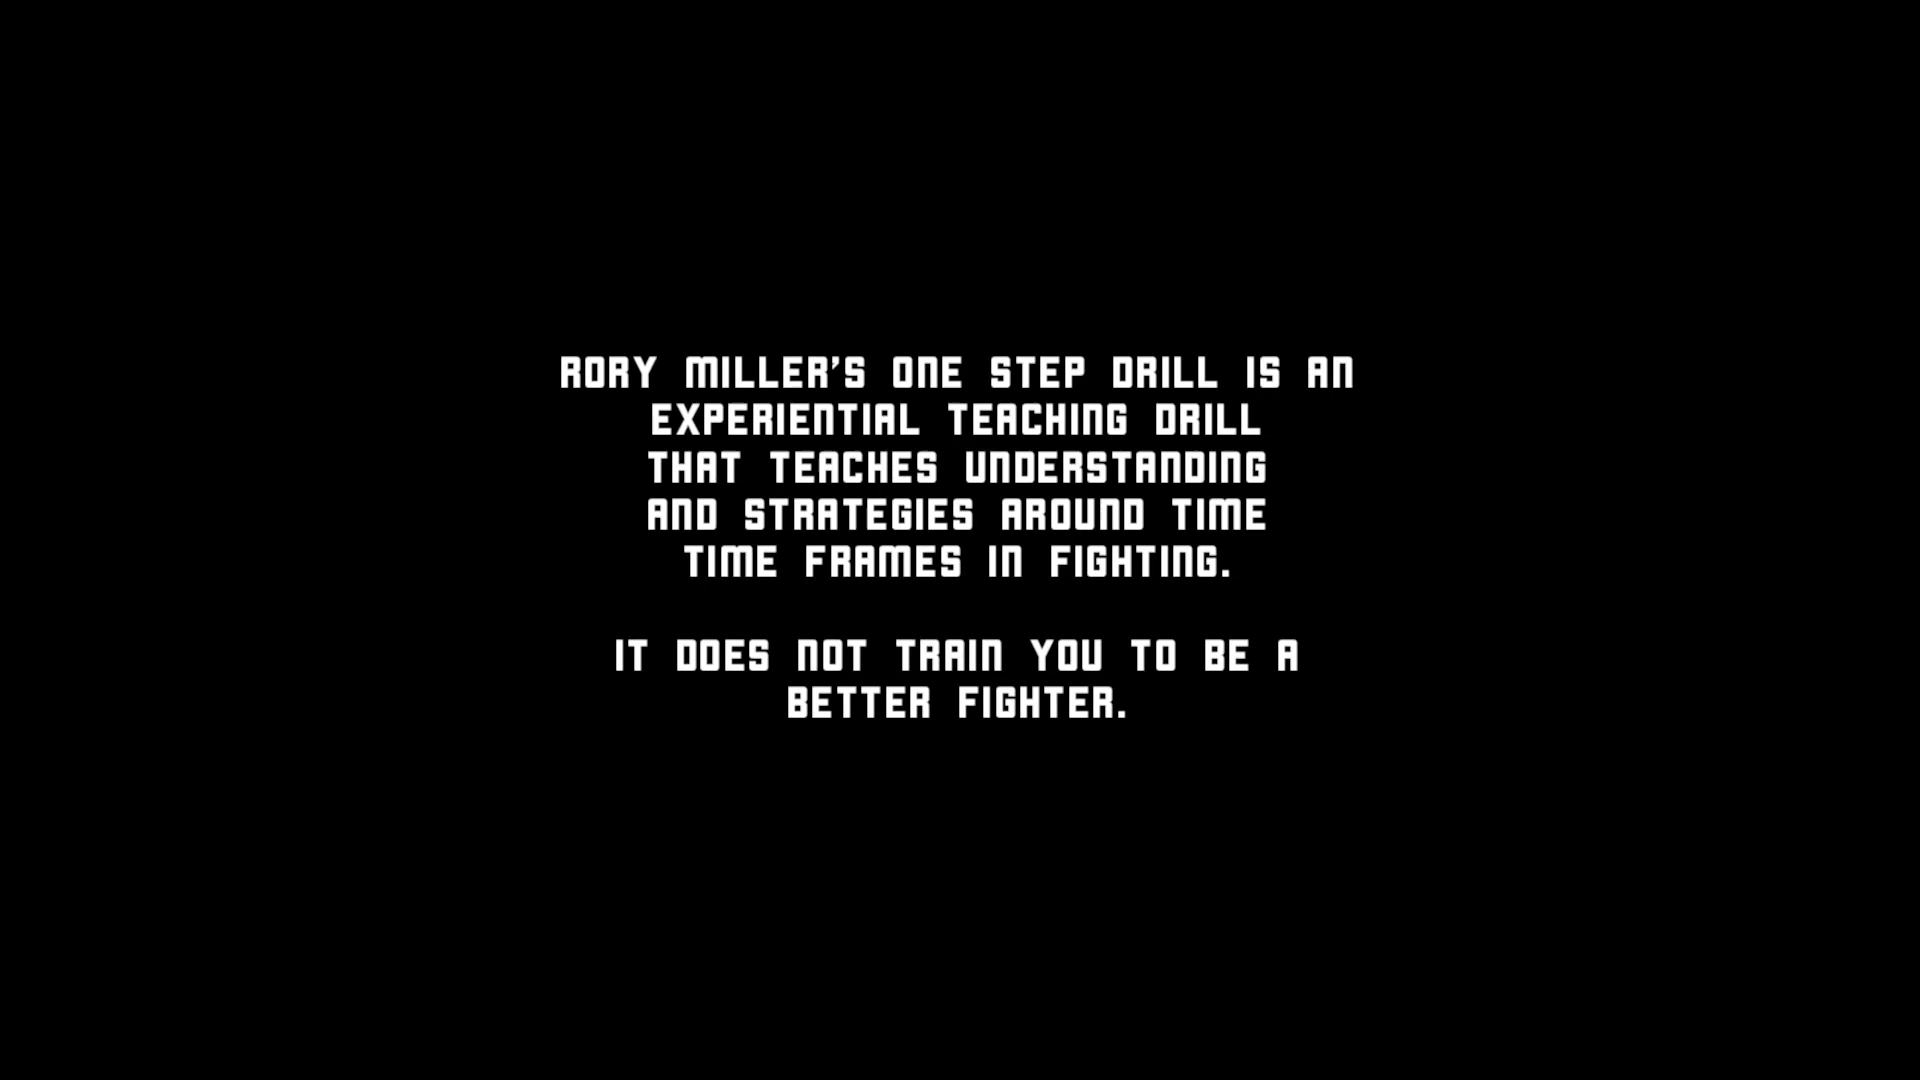 RORY MILLER'S ONE STEP DRILL IS AN
EXPERIENTIAL TEACHING DRILL
THAT TEACHES UNDERSTANDING
AND STRATEGIES AROUND TIME
TIME FRAMES IN FIGHTING.
IT DOES NOT TRAIN YOU TO BE A
BETTER FIGHTER.